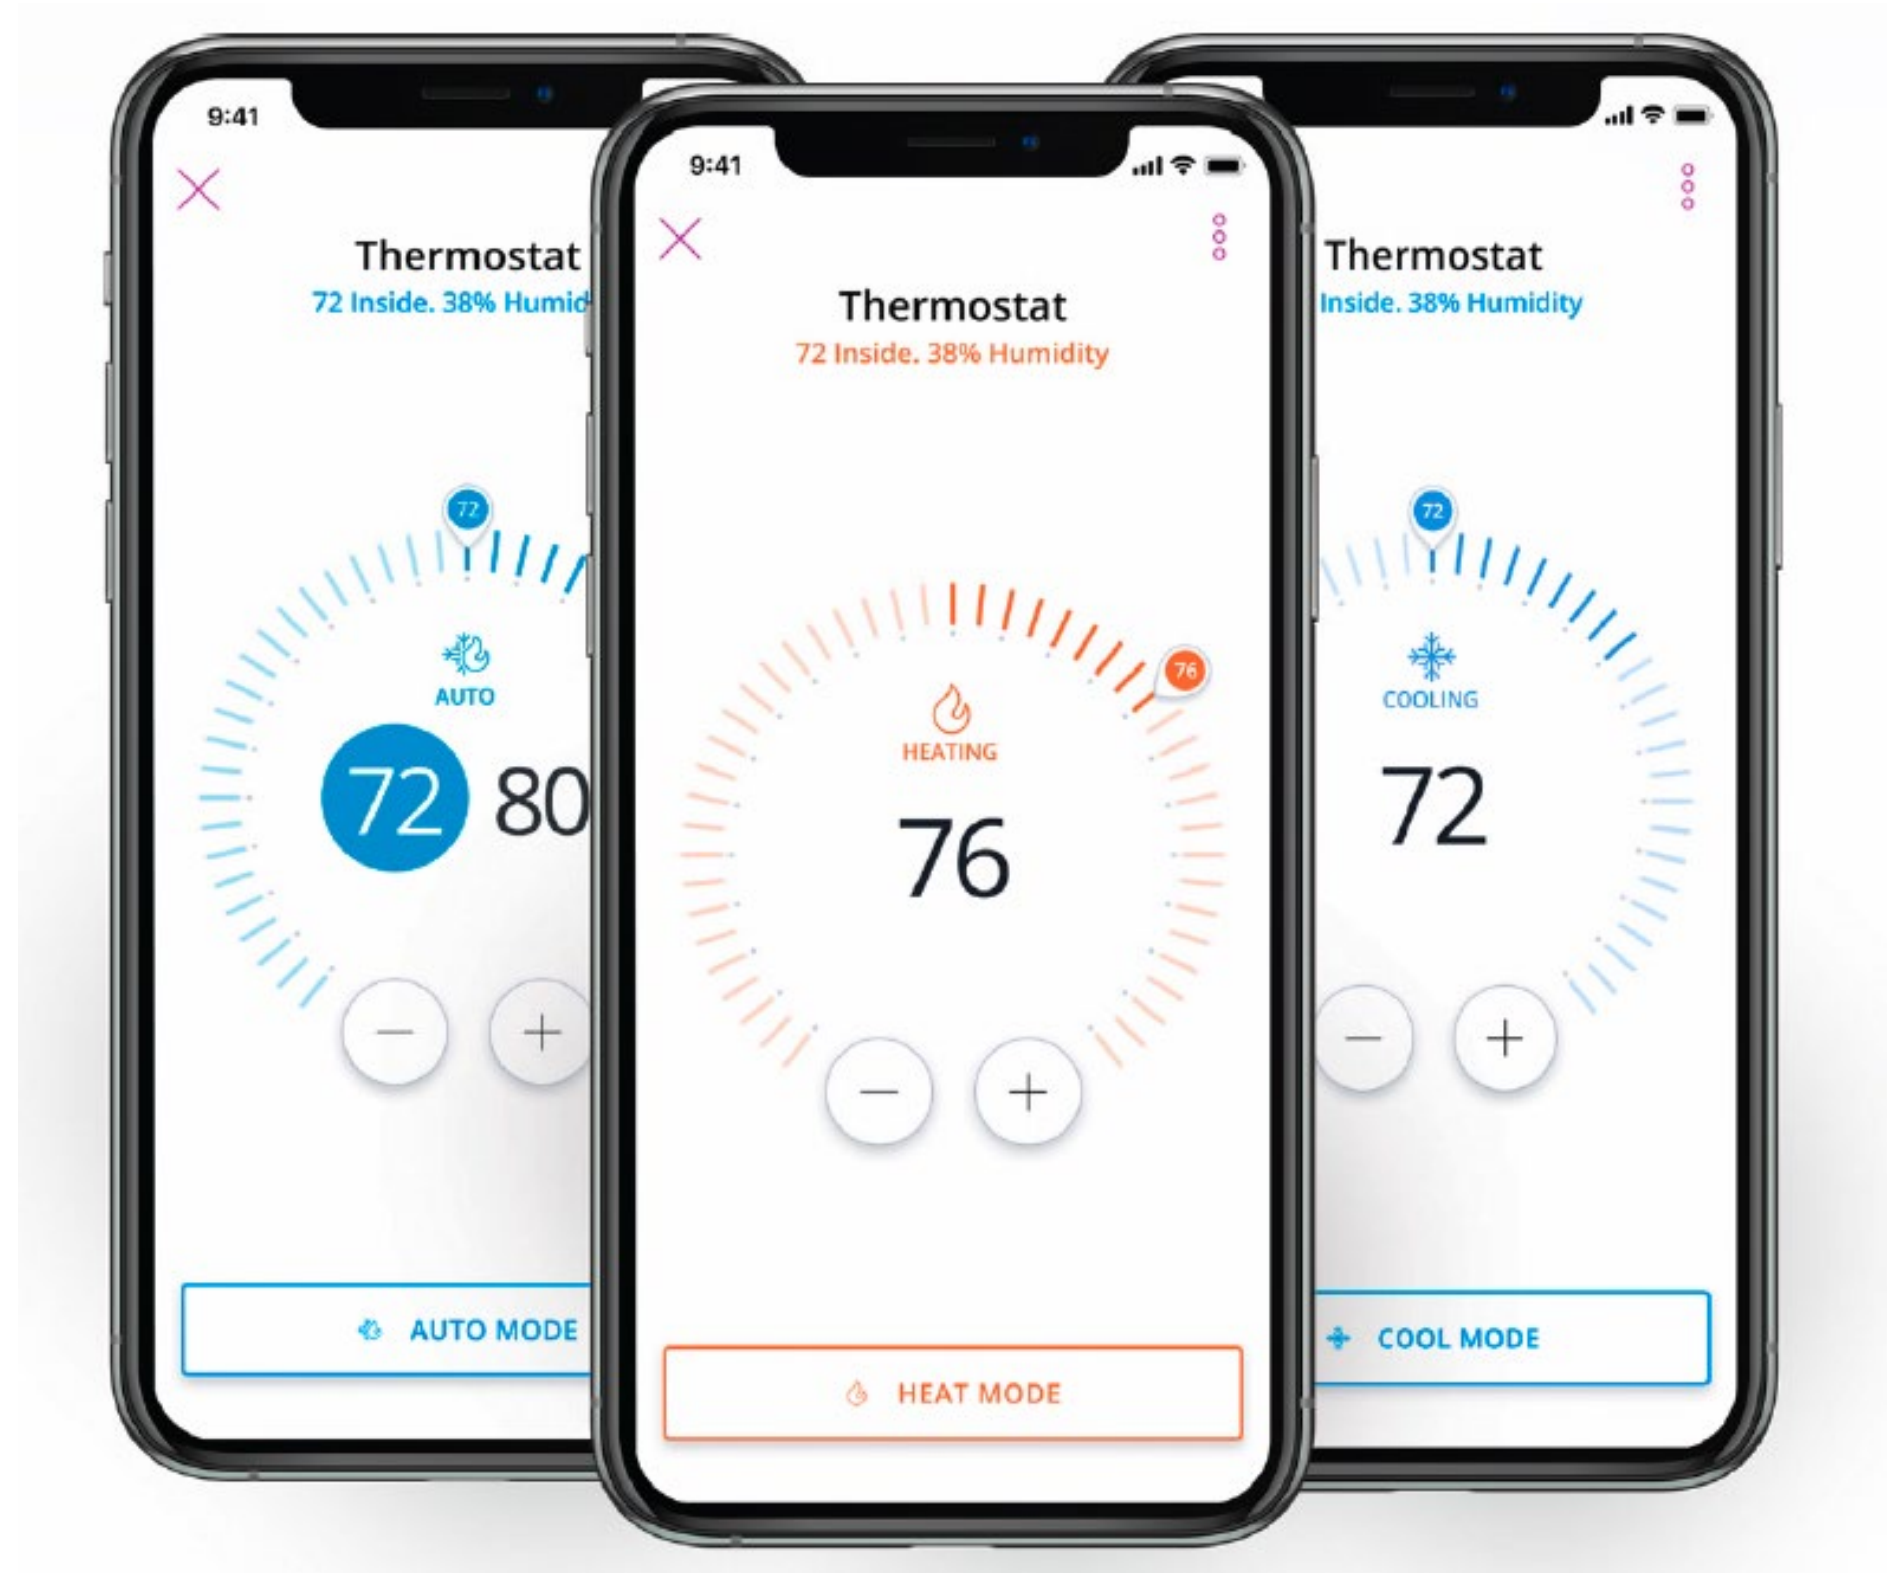 9:41
Thermostat
72 Inside. 38% Humid
72
AUTO
72 80
AUTO MODE
9:41
Thermostat
72 Inside. 38% Humidity
76
HEATING
76
HEAT MODE
Thermostat
Inside. 38% Humidity
72
COOLING
72
COOL MODE